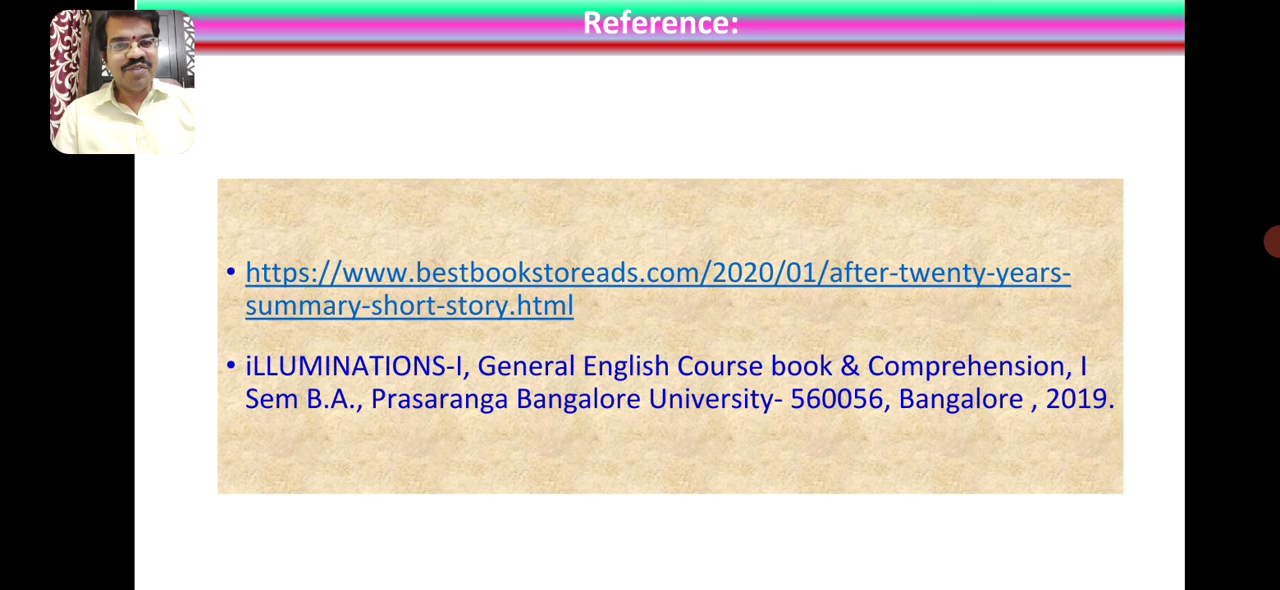 Reference:
• https://www.bestbookstoreads.com/2020/01/after-twenty-years-
summary-short-story.html
• iLLUMINATIONS-I, General English Course book & Comprehension, I
Sem B.A., Prasaranga Bangalore University- 560056, Bangalore , 2019.